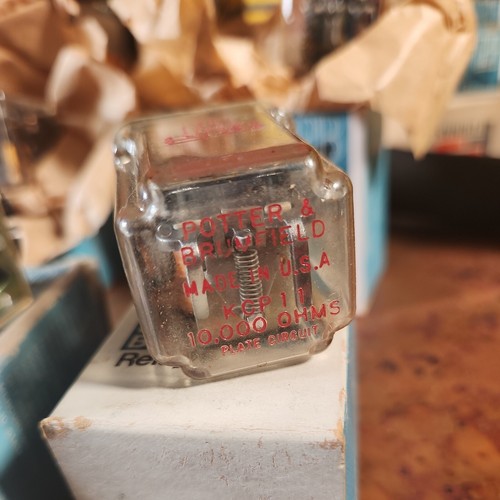 POTTER &
BRUMFIELD
MADE IN U.S.A
KCP11
10,000 OHMS
PLATE CIRCUIT